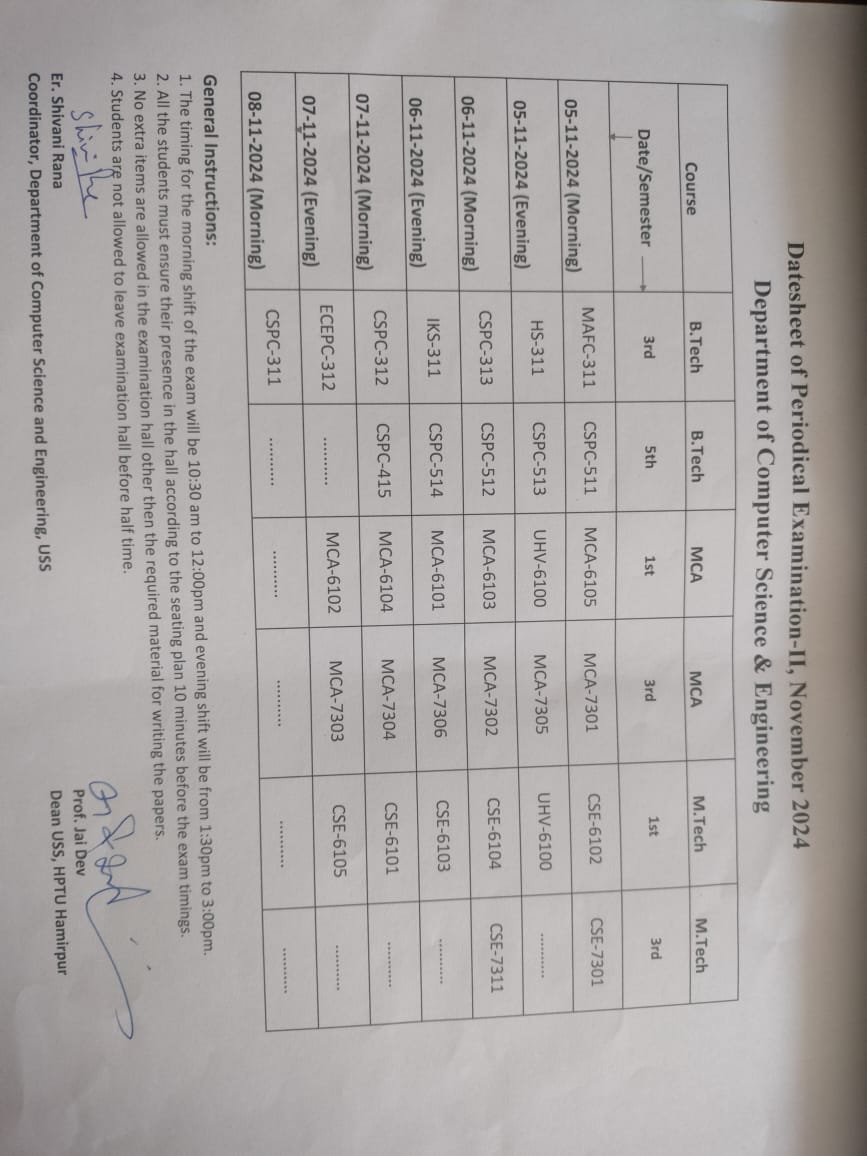 Datesheet of Periodical Examination-II, November 2024
Department of Computer Science & Engineering
Course B.Tech B.Tech MCA MCA M.Tech M.Tech
Date/Semester 3rd 5th 1st 3rd 1st 3rd
05-11-2024 (Morning) MAFC-311 CSPC-511 MCA-6105 MCA-7301 CSE-6102 CSE-7301
05-11-2024 (Evening) HS-311 CSPC-513 UHV-6100 MCA-7305 UHV-6100 ..........
06-11-2024 (Morning) CSPC-313 CSPC-512 MCA-6103 MCA-7302 CSE-6104 CSE-7311
06-11-2024 (Evening) IKS-311 CSPC-514 MCA-6101 MCA-7306 CSE-6103 ..........
07-11-2024 (Morning) CSPC-312 CSPC-415 MCA-6104 MCA-7304 CSE-6101 ..........
07-11-2024 (Evening) ECEPC-312 .......... MCA-6102 MCA-7303 CSE-6105 ..........
08-11-2024 (Morning) CSPC-311 .......... .......... .......... .......... ..........
General Instructions:
1. The timing for the morning shift of the exam will be 10:30 am to 12:00pm and evening shift will be from 1:30pm to 3:00pm.
2. All the students must ensure their presence in the hall according to the seating plan 10 minutes before the exam timings.
3. No extra items are allowed in the examination hall other then the required material for writing the papers.
4. Students are not allowed to leave examination hall before half time.
Er. Shivani Rana
Coordinator, Department of Computer Science and Engineering, USS
Prof. Jai Dev
Dean USS, HPTU Hamirpur